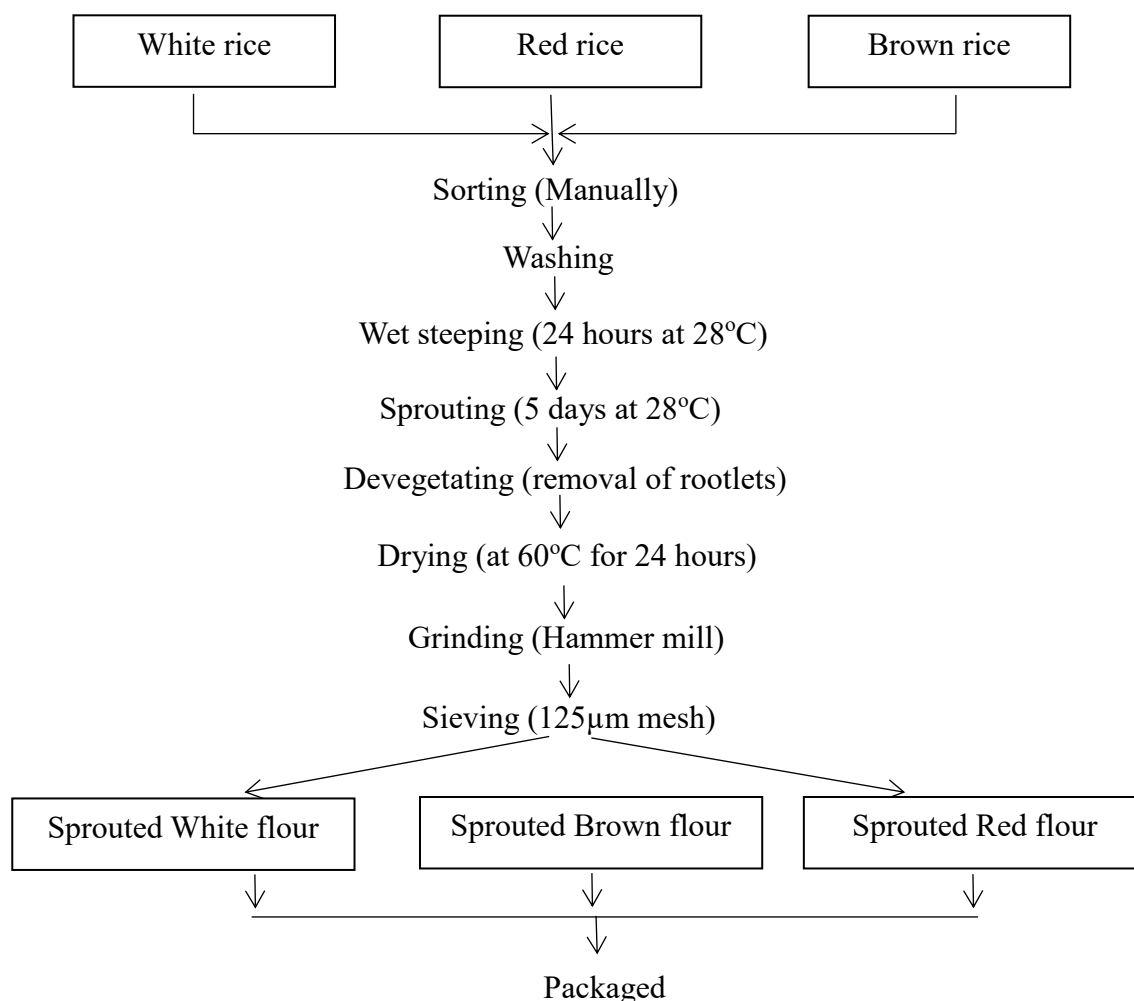 White rice
Red rice
Brown rice
Sorting (Manually)
Washing
Wet steeping (24 hours at 28ºC)
Sprouting (5 days at 28ºC)
Devegetating (removal of rootlets)
Drying (at 60ºC for 24 hours)
Grinding (Hammer mill)
Sieving (125µm mesh)
Sprouted White flour
Sprouted Brown flour
Sprouted Red flour
Packaged